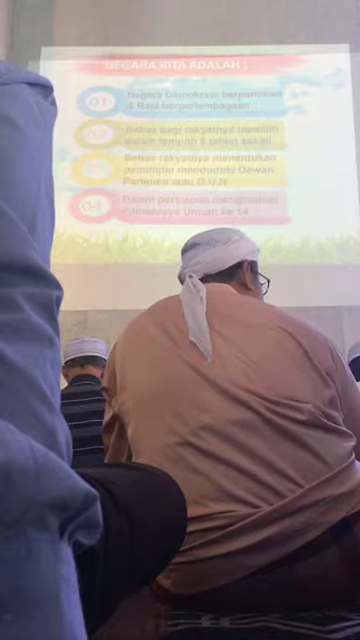 NEGARA KITA ADALAH :
01
Negara Demokrasi berparlimen
& Raja berperlembagaan
02
Bebas bagi rakyatnya memilih
dalam tempoh 5 tahun sekali
03
Bebas rakyatnya menentukan
pemimpin menduduki Dewan
Parlimen atau D.U.N
04
Dalam persiapan menghadapi
Pilihanraya Umum ke 14